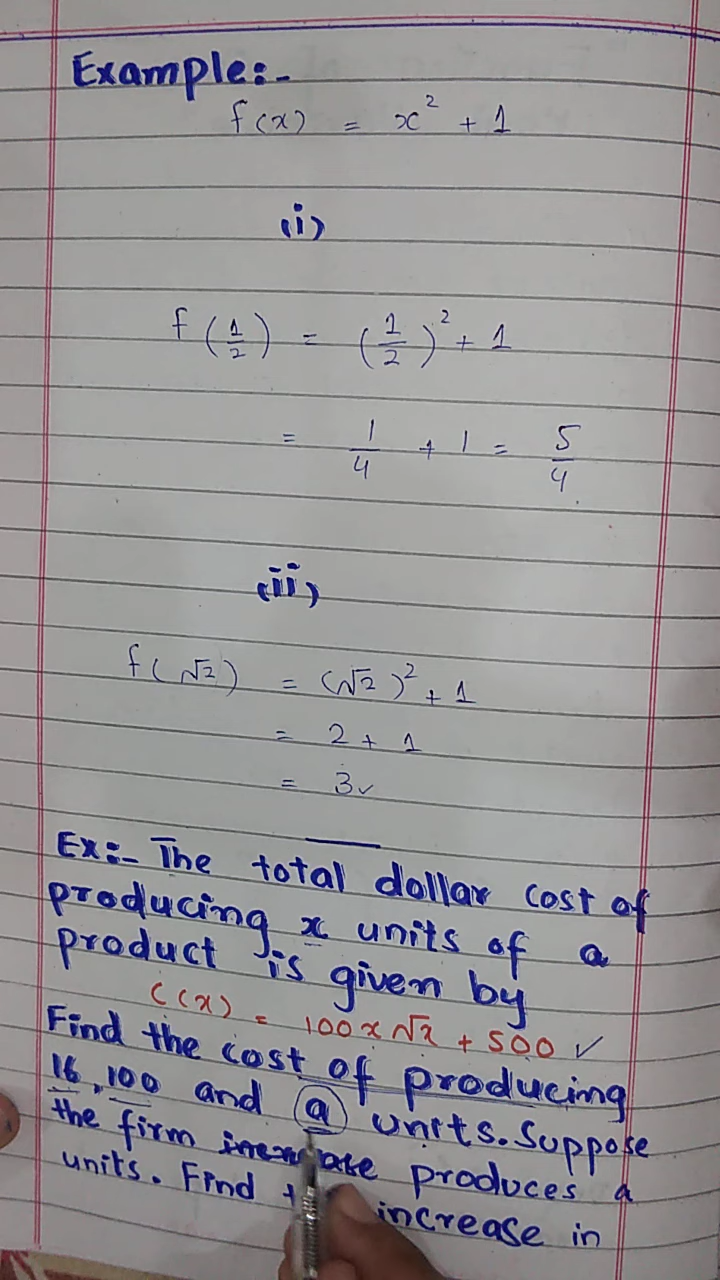 Example:-
f(x) = x² + 1
(i)
f(1/2) = (1/2)² + 1
= 1/4 + 1 = 5/4
(ii)
f(√2) = (√2)² + 1
= 2 + 1
= 3✓
Ex:- The total dollar cost of
producing x units of a
product is given by
C(x) = 100x√x + 500 ✓
Find the cost of producing
16, 100 and a units. Suppose
the firm produces a
units. Find increase in